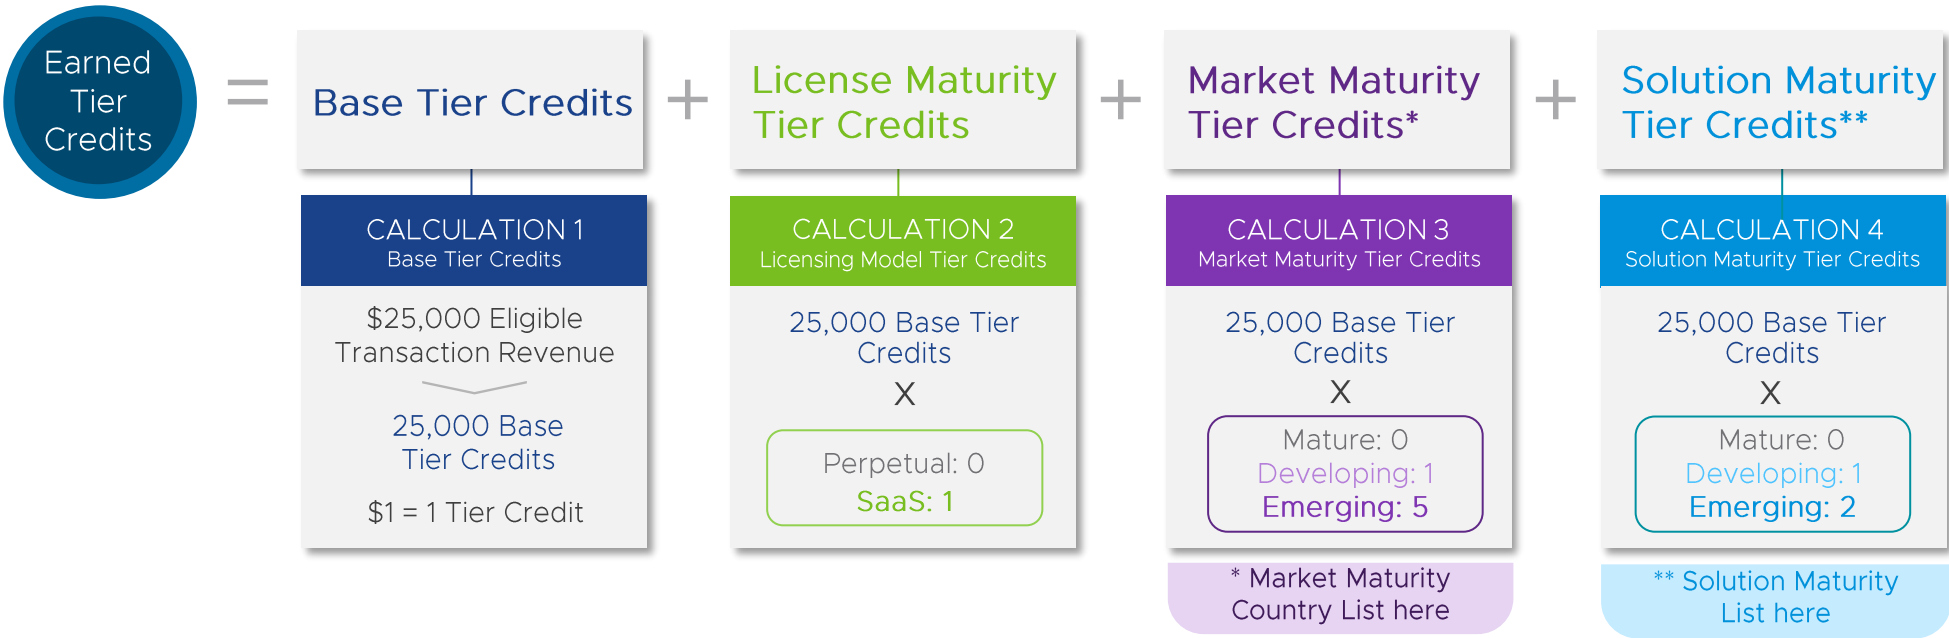 Earned
Tier
Credits
=
Base Tier Credits
+
License Maturity
Tier Credits
+
Market Maturity
Tier Credits*
+
Solution Maturity
Tier Credits**
CALCULATION 1
Base Tier Credits
$25,000 Eligible
Transaction Revenue
25,000 Base
Tier Credits
$1 = 1 Tier Credit
CALCULATION 2
Licensing Model Tier Credits
25,000 Base Tier
Credits
X
Perpetual: 0
SaaS: 1
CALCULATION 3
Market Maturity Tier Credits
25,000 Base Tier
Credits
X
Mature: 0
Developing: 1
Emerging: 5
* Market Maturity
Country List here
CALCULATION 4
Solution Maturity Tier Credits
25,000 Base Tier
Credits
X
Mature: 0
Developing: 1
Emerging: 2
** Solution Maturity
List here